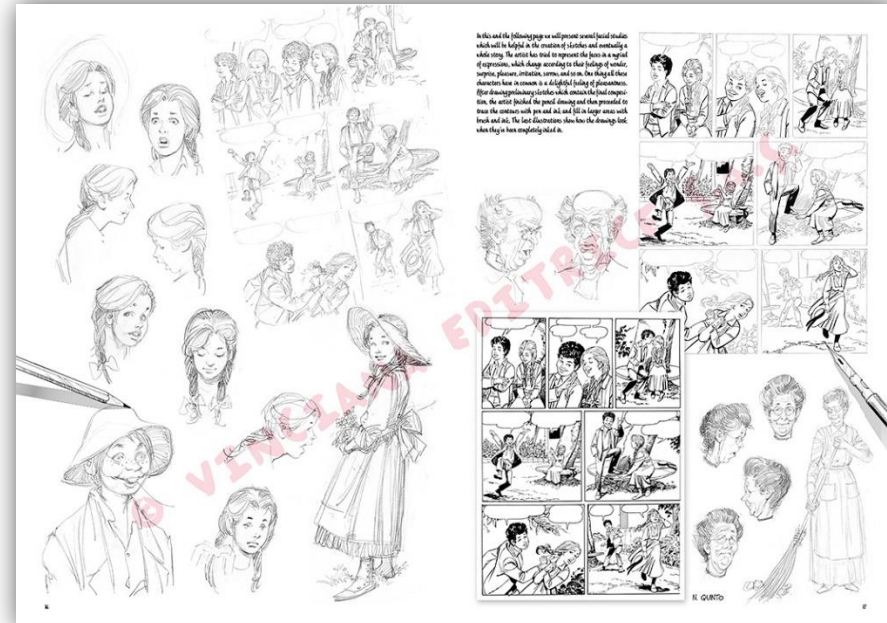 In this and the following page we will present several facial studies
which will be helpful in the creation of sketches and eventually a
whole story. The artist has tried to represent the faces in a myriad
of expressions, which change according to their feelings of wonder,
surprise, pleasure, irritation, sorrow, and so on. One thing all these
characters have in common is a delightful feeling of pleasantness.
After drawing preliminary sketches which contain the final composi-
tion, the artist finished the pencil drawing and then proceeded to
trace the contours with pen and ink and fill in larger areas with
brush and ink. The last illustrations show how the drawings look
when they've been completely inked in.
© VINCIANA EDITRICE S.A.C.
N. QUINTO
16
17